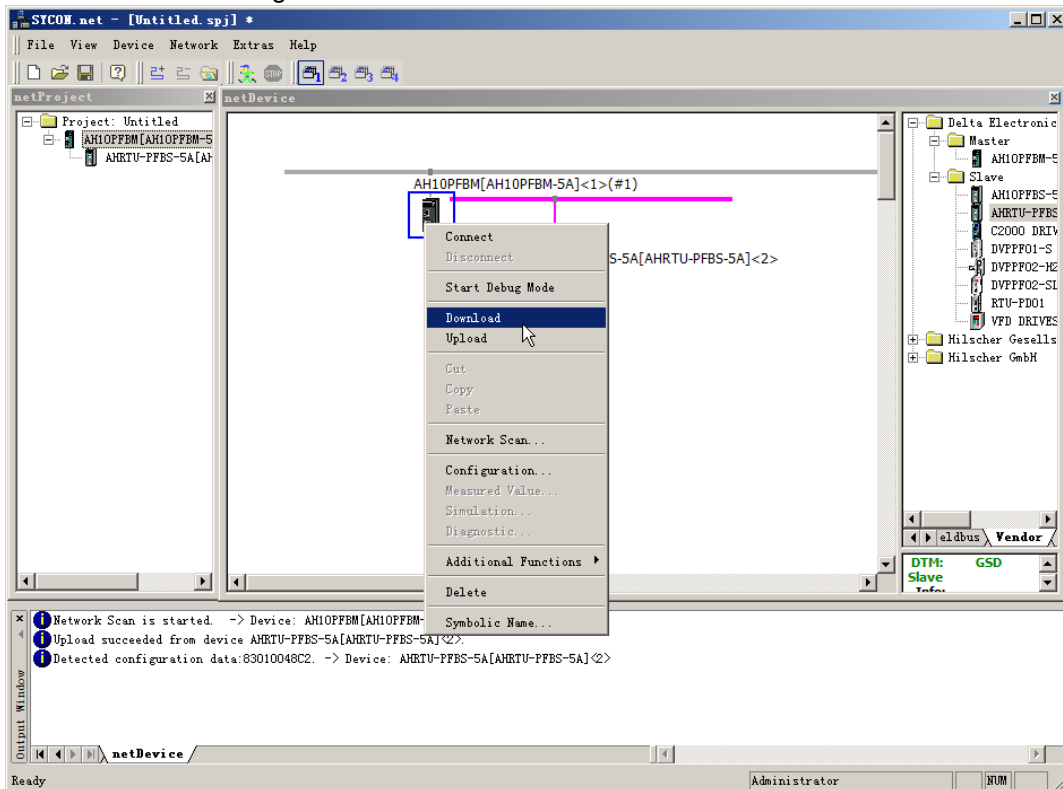 SYCON.net - [Untitled.spj] *
File View Device Network Extras Help
netProject
netDevice
Project: Untitled
AH10PFBM[AH10PFBM-5
AHRTU-PFBS-5A[AH
AH10PFBM[AH10PFBM-5A]<1>(#1)
S-5A[AHRTU-PFBS-5A]<2>
Connect
Disconnect
Start Debug Mode
Download
Upload
Cut
Copy
Paste
Network Scan...
Configuration...
Measured Value...
Simulation...
Diagnostic...
Additional Functions
Delete
Symbolic Name...
Delta Electronic
Master
AH10PFBM-5
Slave
AH10PFBS-5
AHRTU-PFBS
C2000 DRIV
DVPPF01-S
DVPPF02-H2
DVPPF02-SL
RTU-PD01
VFD DRIVES
Hilscher Gesells
Hilscher GmbH
eldbus Vendor
DTM: GSD
Slave
Network Scan is started. -> Device: AH10PFBM[AH10PFBM-
Upload succeeded from device AHRTU-PFBS-5A[AHRTU-PFBS-5A]<2>.
Detected configuration data:83010048C2. -> Device: AHRTU-PFBS-5A[AHRTU-PFBS-5A]<2>
Output Window
netDevice
Ready
Administrator
NUM